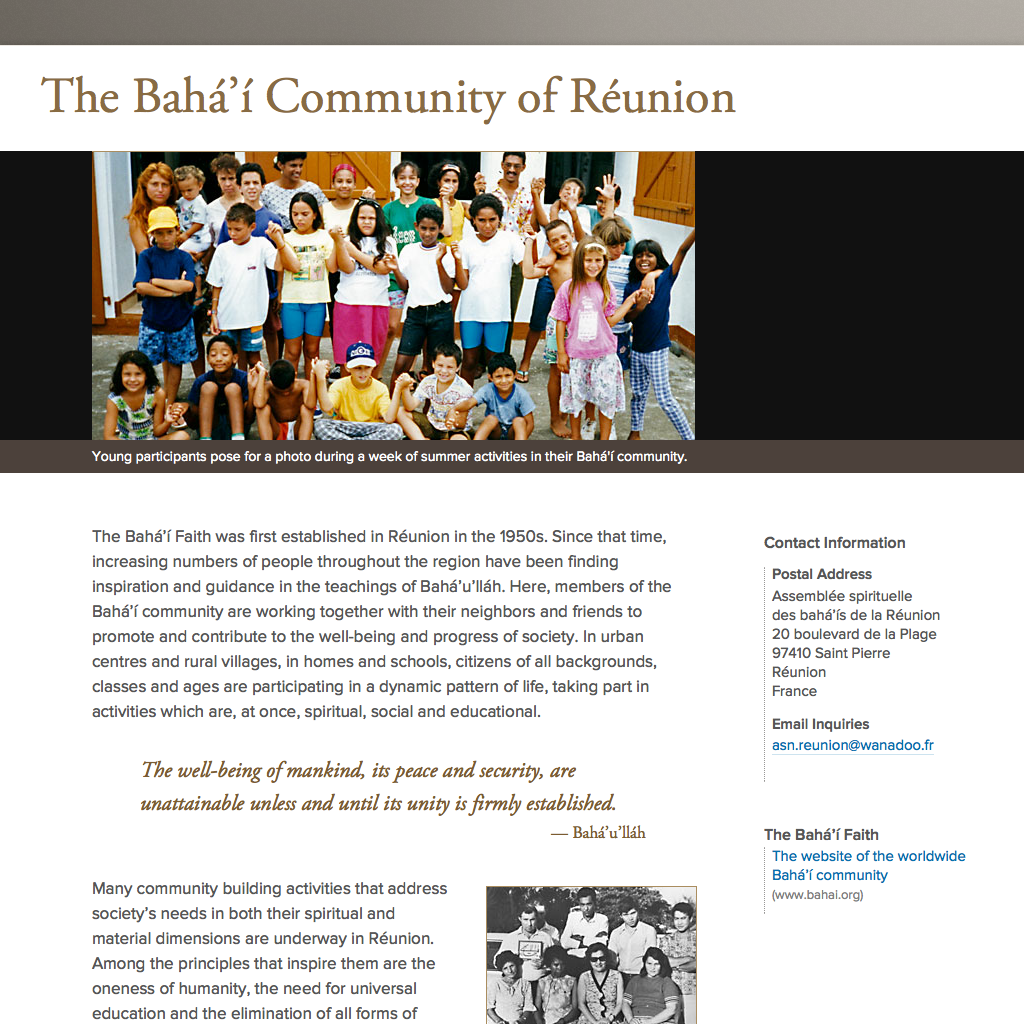 The Bahá’í Community of Réunion
Young participants pose for a photo during a week of summer activities in their Bahá'í community.
The Bahá’í Faith was first established in Réunion in the 1950s. Since that time,
increasing numbers of people throughout the region have been finding
inspiration and guidance in the teachings of Bahá’u’lláh. Here, members of the
Bahá’í community are working together with their neighbors and friends to
promote and contribute to the well-being and progress of society. In urban
centres and rural villages, in homes and schools, citizens of all backgrounds,
classes and ages are participating in a dynamic pattern of life, taking part in
activities which are, at once, spiritual, social and educational.
The well-being of mankind, its peace and security, are
unattainable unless and until its unity is firmly established.
— Bahá’u’lláh
Many community building activities that address
society’s needs in both their spiritual and
material dimensions are underway in Réunion.
Among the principles that inspire them are the
oneness of humanity, the need for universal
education and the elimination of all forms of
Contact Information
Postal Address
Assemblée spirituelle
des bahá’ís de la Réunion
20 boulevard de la Plage
97410 Saint Pierre
Réunion
France
Email Inquiries
asn.reunion@wanadoo.fr
The Bahá’í Faith
The website of the worldwide
Bahá’í community
(www.bahai.org)